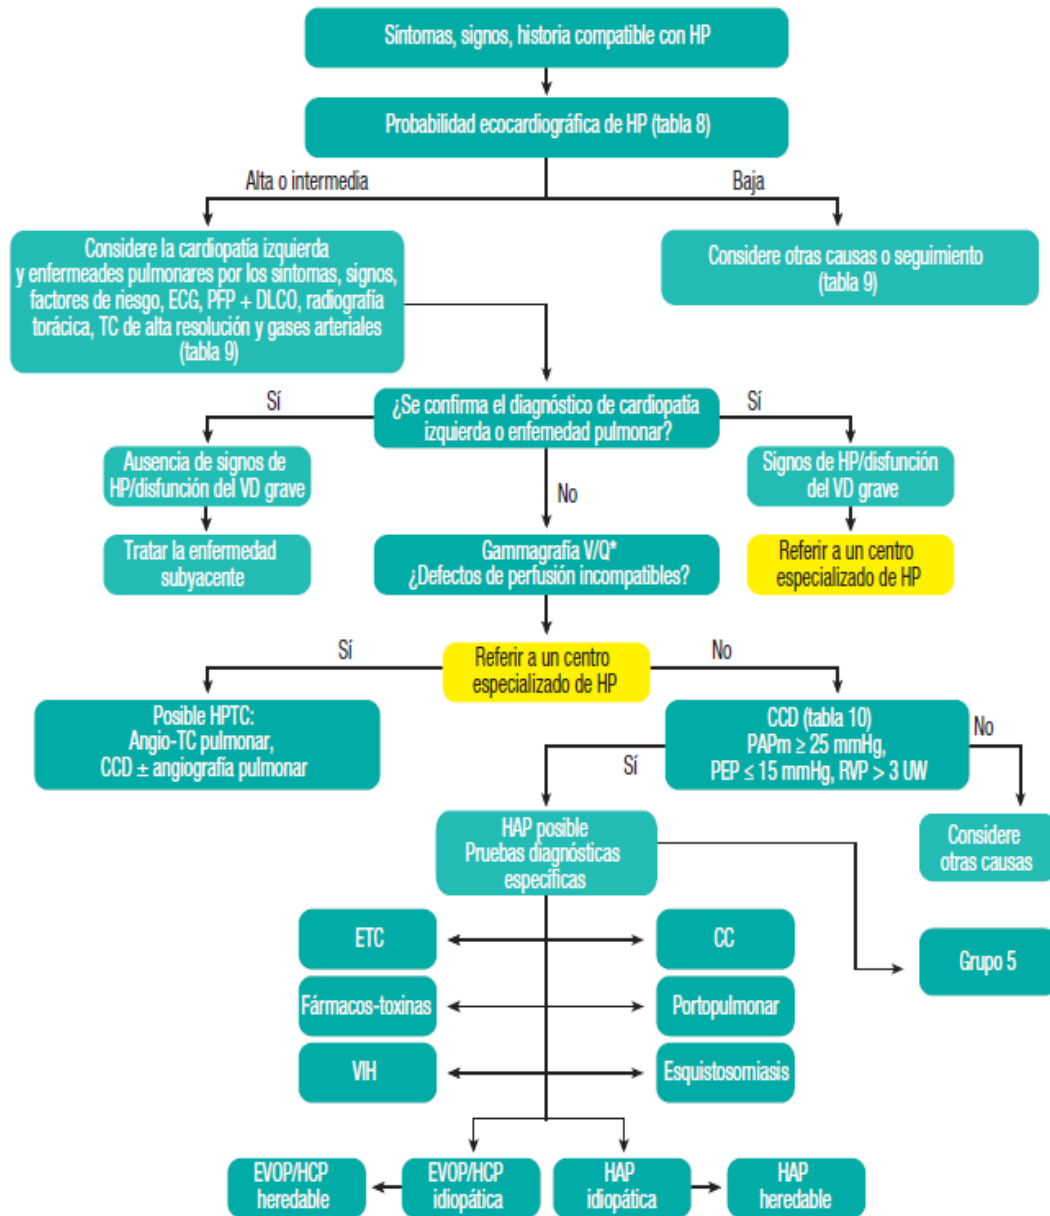 Síntomas, signos, historia compatible con HP
Probabilidad ecocardiográfica de HP (tabla 8)
Alta o intermedia
Baja
Considere la cardiopatía izquierda
y enfermeades pulmonares por los síntomas, signos,
factores de riesgo, ECG, PFP + DLCO, radiografía
torácica, TC de alta resolución y gases arteriales
(tabla 9)
Considere otras causas o seguimiento
(tabla 9)
Sí
¿Se confirma el diagnóstico de cardiopatía
izquierda o enfemedad pulmonar?
Sí
Ausencia de signos de
HP/disfunción del VD grave
No
Signos de HP/disfunción
del VD grave
Tratar la enfermedad
subyacente
Gammagrafía V/Q*
¿Defectos de perfusión incompatibles?
Referir a un centro
especializado de HP
Sí
Referir a un centro
especializado de HP
No
Posible HPTC:
Angio-TC pulmonar,
CCD ± angiografía pulmonar
CCD (tabla 10)
PAPm ≥ 25 mmHg,
PEP ≤ 15 mmHg, RVP > 3 UW
No
Sí
HAP posible
Pruebas diagnósticas
específicas
Considere
otras causas
ETC
CC
Grupo 5
Fármacos-toxinas
Portopulmonar
VIH
Esquistosomiasis
EVOP/HCP
heredable
EVOP/HCP
idiopática
HAP
idiopática
HAP
heredable